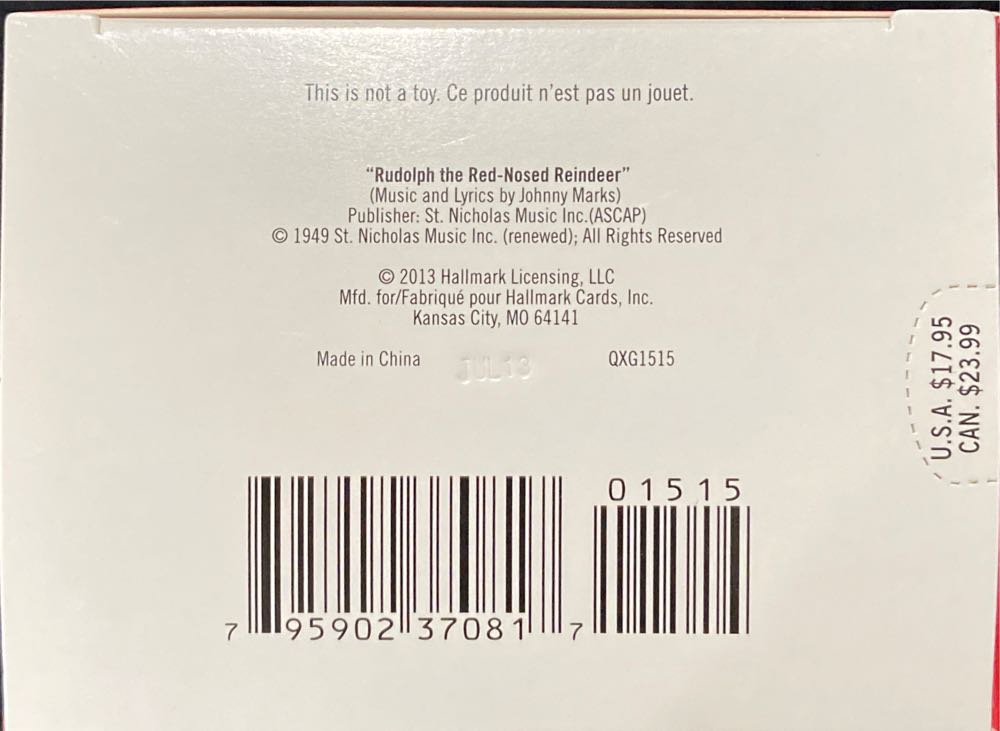 This is not a toy. Ce produit n'est pas un jouet.
“Rudolph the Red-Nosed Reindeer”
(Music and Lyrics by Johnny Marks)
Publisher: St. Nicholas Music Inc.(ASCAP)
© 1949 St. Nicholas Music Inc. (renewed); All Rights Reserved
© 2013 Hallmark Licensing, LLC
Mfd. for/Fabriqué pour Hallmark Cards, Inc.
Kansas City, MO 64141
Made in China JUL13 QXG1515
U.S.A. $17.95
CAN. $23.99
01515
7 95902 37081 7